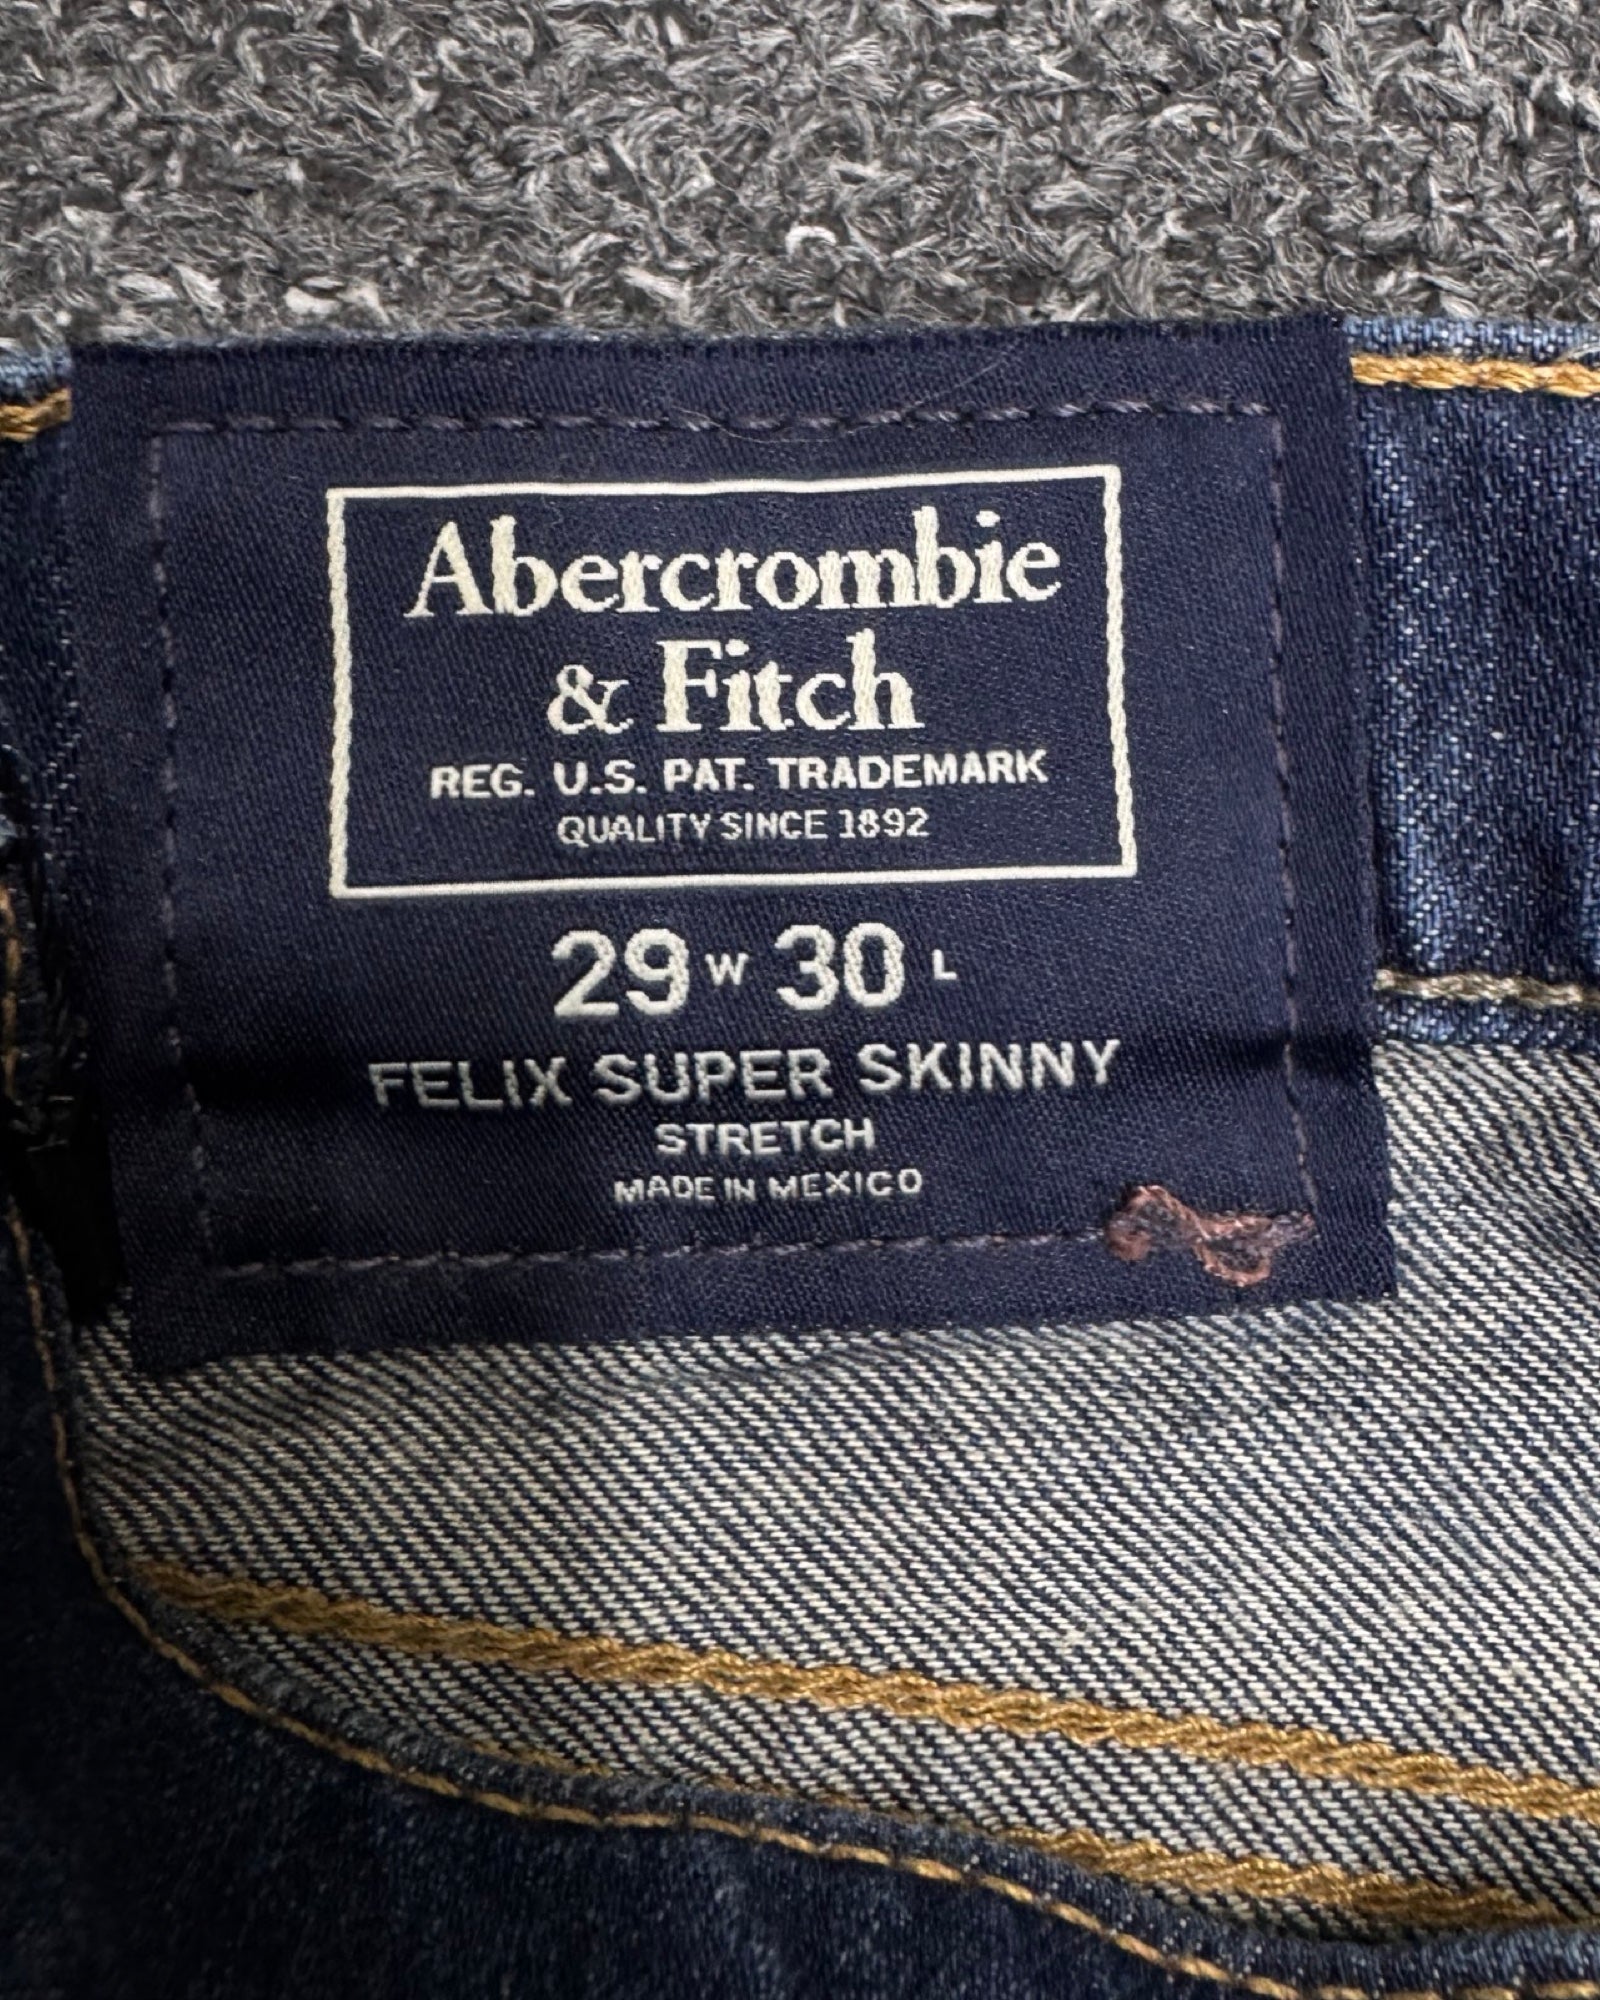 Abercrombie
& Fitch
REG. U.S. PAT. TRADEMARK
QUALITY SINCE 1892
29 W 30 L
FELIX SUPER SKINNY
STRETCH
MADE IN MEXICO